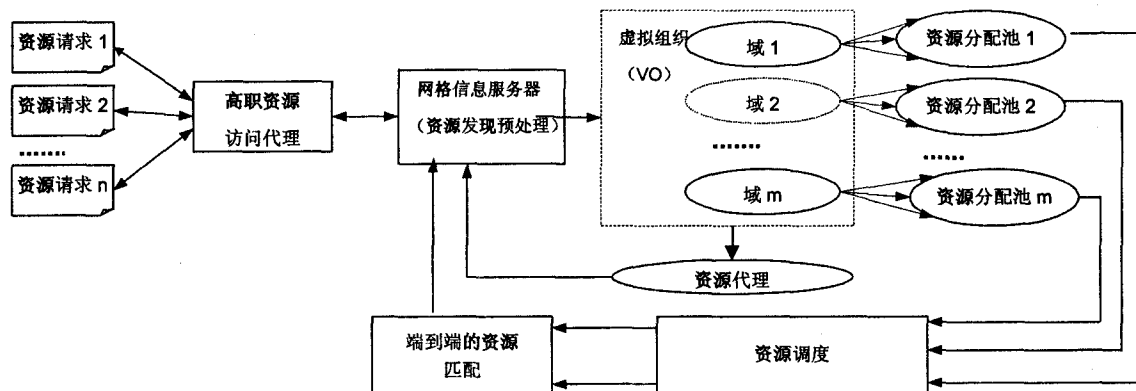 资源请求 1
资源请求 2
.......
资源请求 n
高职资源
访问代理
网格信息服务器
（资源发现预处理）
虚拟组织
（VO）
域 1
域 2
.......
域 m
资源分配池 1
资源分配池 2
......
资源分配池 m
资源代理
端到端的资源
匹配
资源调度